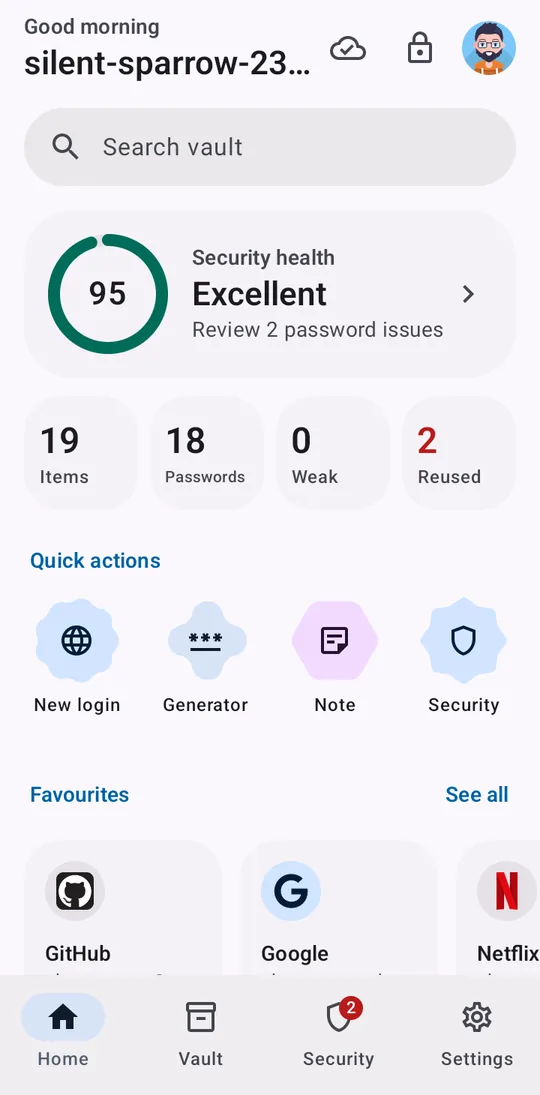 Good morning
silent-sparrow-23…
Search vault
95
Security health
Excellent
Review 2 password issues
19
Items
18
Passwords
0
Weak
2
Reused
Quick actions
***
New login
Generator
Note
Security
Favourites
See all
G
N
GitHub
Google
Netflix
2
Home
Vault
Security
Settings